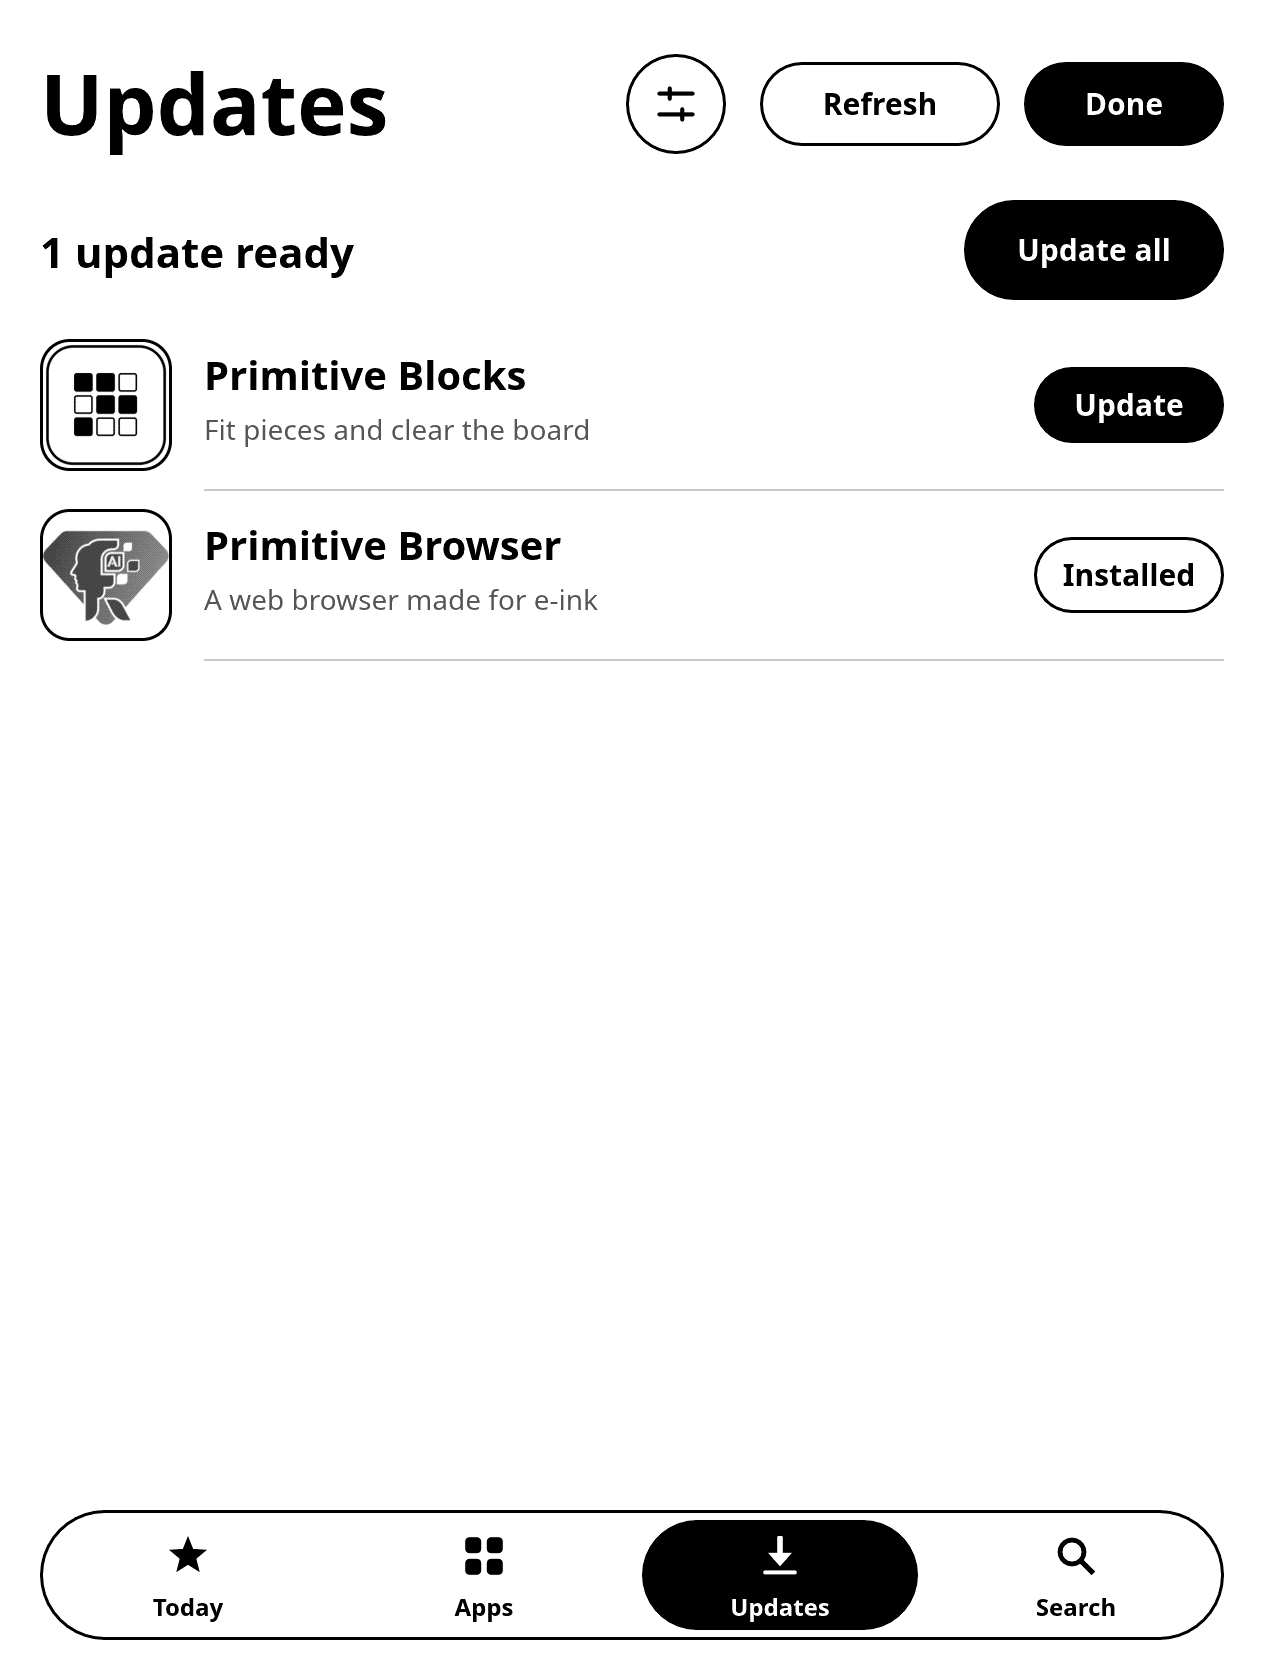 Updates
Refresh
Done
1 update ready
Update all
Primitive Blocks
Fit pieces and clear the board
Update
AI
Primitive Browser
A web browser made for e-ink
Installed
Today
Apps
Updates
Search